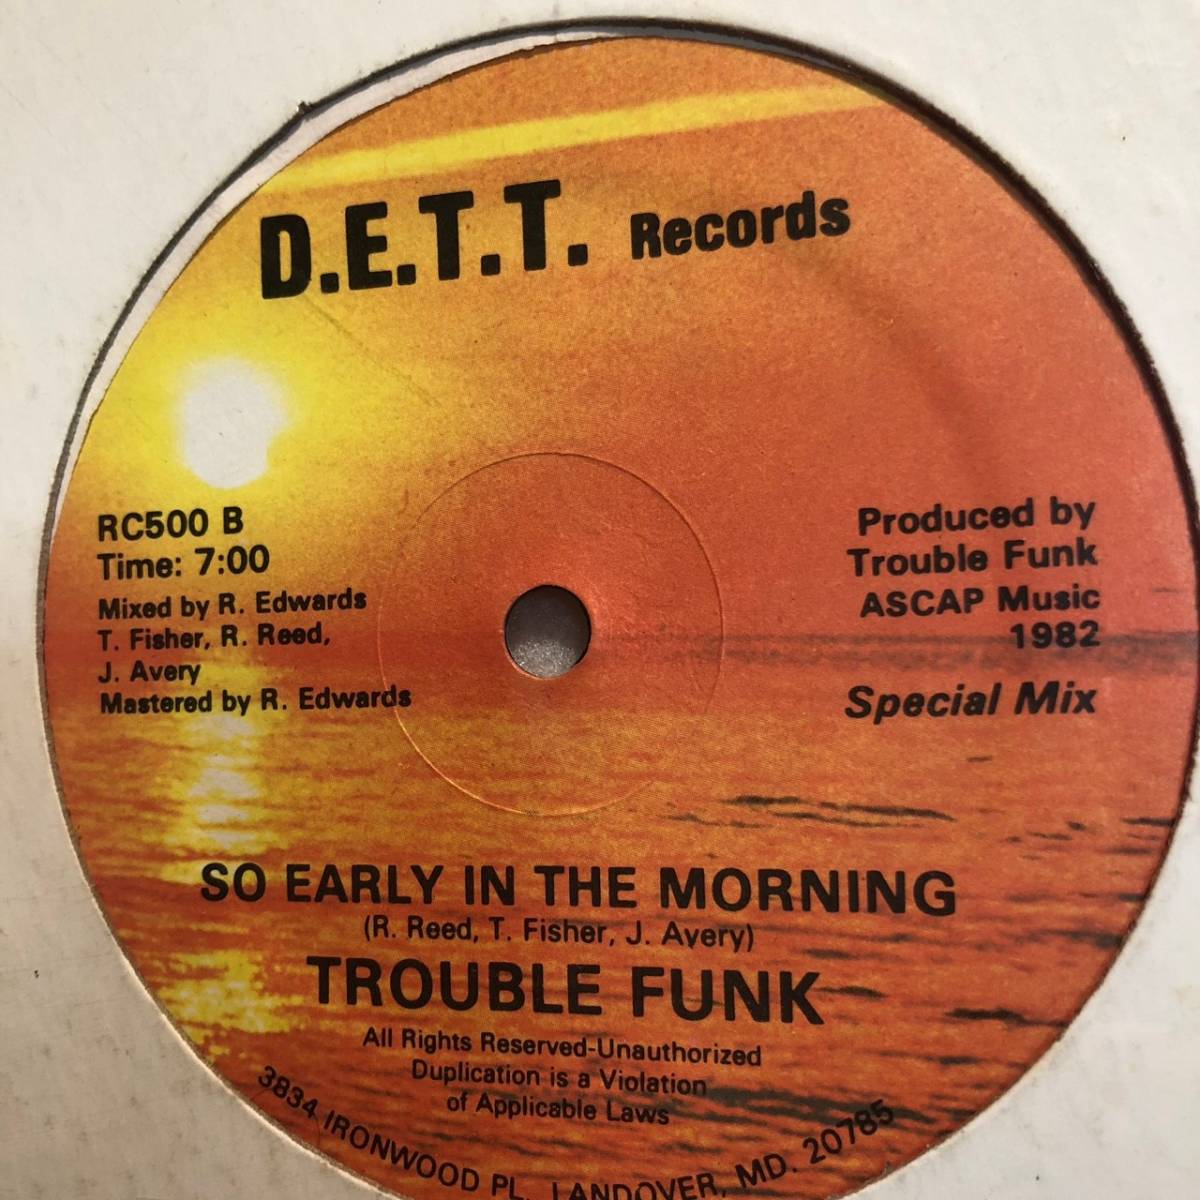 D.E.T.T. Records
RC500 B
Time: 7:00
Mixed by R. Edwards
T. Fisher, R. Reed,
J. Avery
Mastered by R. Edwards
Produced by
Trouble Funk
ASCAP Music
1982
Special Mix
SO EARLY IN THE MORNING
(R. Reed, T. Fisher, J. Avery)
TROUBLE FUNK
All Rights Reserved-Unauthorized
Duplication is a Violation
of Applicable Laws
3834 IRONWOOD PL. LANDOVER, MD. 20785